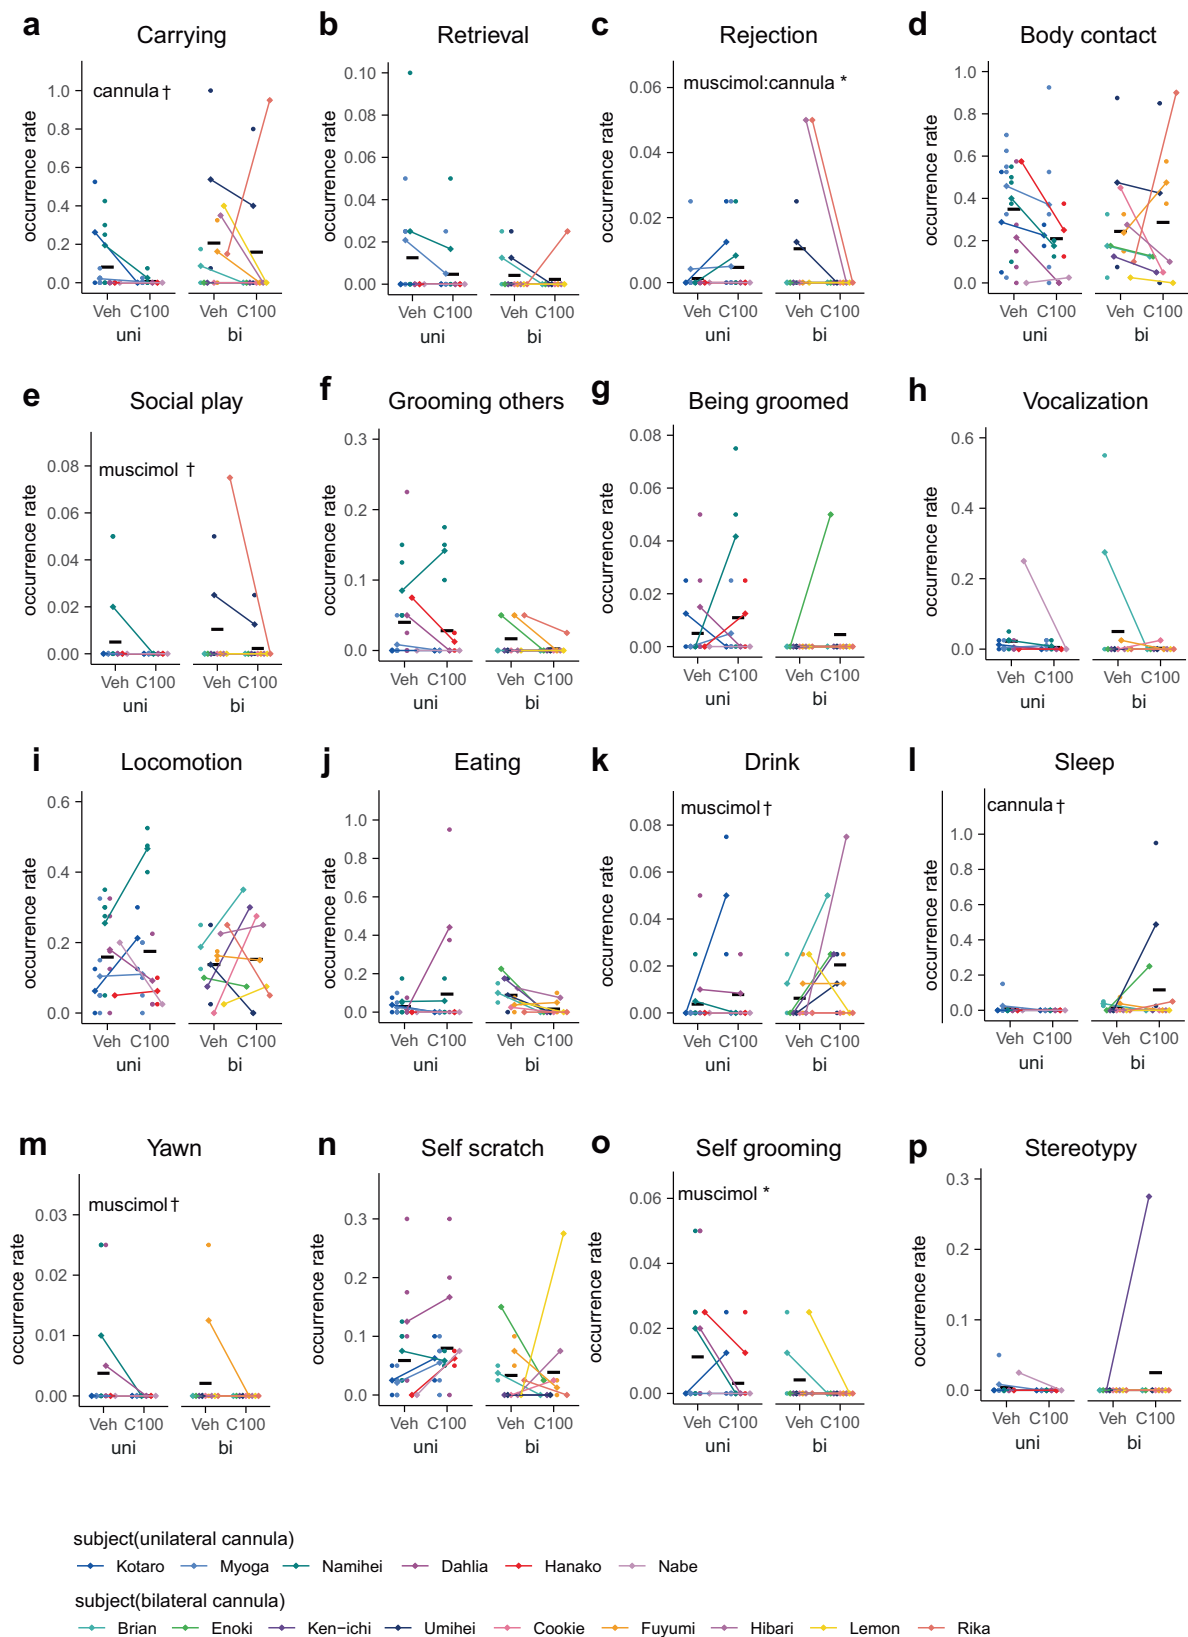 a Carrying
b Retrieval
c Rejection
d Body contact
occurrence rate
1.0
0.8
0.6
0.4
0.2
0.0
cannula †
Veh C100 Veh C100
uni bi
occurrence rate
0.10
0.08
0.06
0.04
0.02
0.00
Veh C100 Veh C100
uni bi
occurrence rate
0.06
0.04
0.02
0.00
muscimol:cannula *
Veh C100 Veh C100
uni bi
occurrence rate
1.0
0.8
0.6
0.4
0.2
0.0
Veh C100 Veh C100
uni bi
e Social play
f Grooming others
g Being groomed
h Vocalization
occurrence rate
0.08
0.06
0.04
0.02
0.00
muscimol †
Veh C100 Veh C100
uni bi
occurrence rate
0.3
0.2
0.1
0.0
Veh C100 Veh C100
uni bi
occurrence rate
0.08
0.06
0.04
0.02
0.00
Veh C100 Veh C100
uni bi
occurrence rate
0.6
0.4
0.2
0.0
Veh C100 Veh C100
uni bi
i Locomotion
j Eating
k Drink
l Sleep
occurrence rate
0.6
0.4
0.2
0.0
Veh C100 Veh C100
uni bi
occurrence rate
1.0
0.8
0.6
0.4
0.2
0.0
Veh C100 Veh C100
uni bi
occurrence rate
0.08
0.06
0.04
0.02
0.00
muscimol †
Veh C100 Veh C100
uni bi
occurrence rate
1.0
0.8
0.6
0.4
0.2
0.0
cannula †
Veh C100 Veh C100
uni bi
m Yawn
n Self scratch
o Self grooming
p Stereotypy
occurrence rate
0.03
0.02
0.01
0.00
muscimol †
Veh C100 Veh C100
uni bi
occurrence rate
0.3
0.2
0.1
0.0
Veh C100 Veh C100
uni bi
occurrence rate
0.06
0.04
0.02
0.00
muscimol *
Veh C100 Veh C100
uni bi
occurrence rate
0.3
0.2
0.1
0.0
Veh C100 Veh C100
uni bi
subject(unilateral cannula)
Kotaro Myoga Namihei Dahlia Hanako Nabe
subject(bilateral cannula)
Brian Enoki Ken−ichi Umihei Cookie Fuyumi Hibari Lemon Rika